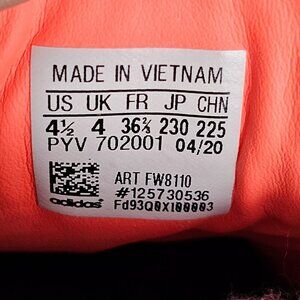 MADE IN VIETNAM
US UK FR JP CHN
4½ 4 36⅔ 230 225
PYV 702001 04/20
ART FW8110
#125730536
adidas Fd93Q0XI00003